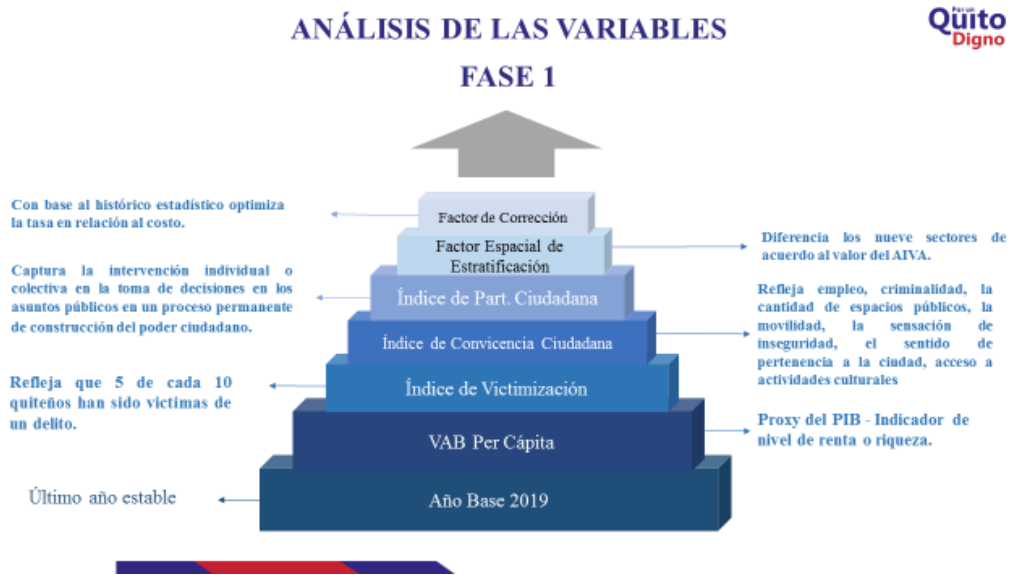 ANÁLISIS DE LAS VARIABLES
FASE 1
Por un
Quito
Digno
Con base al histórico estadístico optimiza
la tasa en relación al costo.
Captura la intervención individual o
colectiva en la toma de decisiones en los
asuntos públicos en un proceso permanente
de construcción del poder ciudadano.
Refleja que 5 de cada 10
quiteños han sido victimas de
un delito.
Último año estable
Factor de Corrección
Factor Espacial de
Estratificación
Índice de Part. Ciudadana
Índice de Convicencia Ciudadana
Índice de Victimización
VAB Per Cápita
Año Base 2019
Diferencia los nueve sectores de
acuerdo al valor del AIVA.
Refleja empleo, criminalidad, la
cantidad de espacios públicos, la
movilidad, la sensación de
inseguridad, el sentido de
pertenencia a la ciudad, acceso a
actividades culturales
Proxy del PIB - Indicador de
nivel de renta o riqueza.